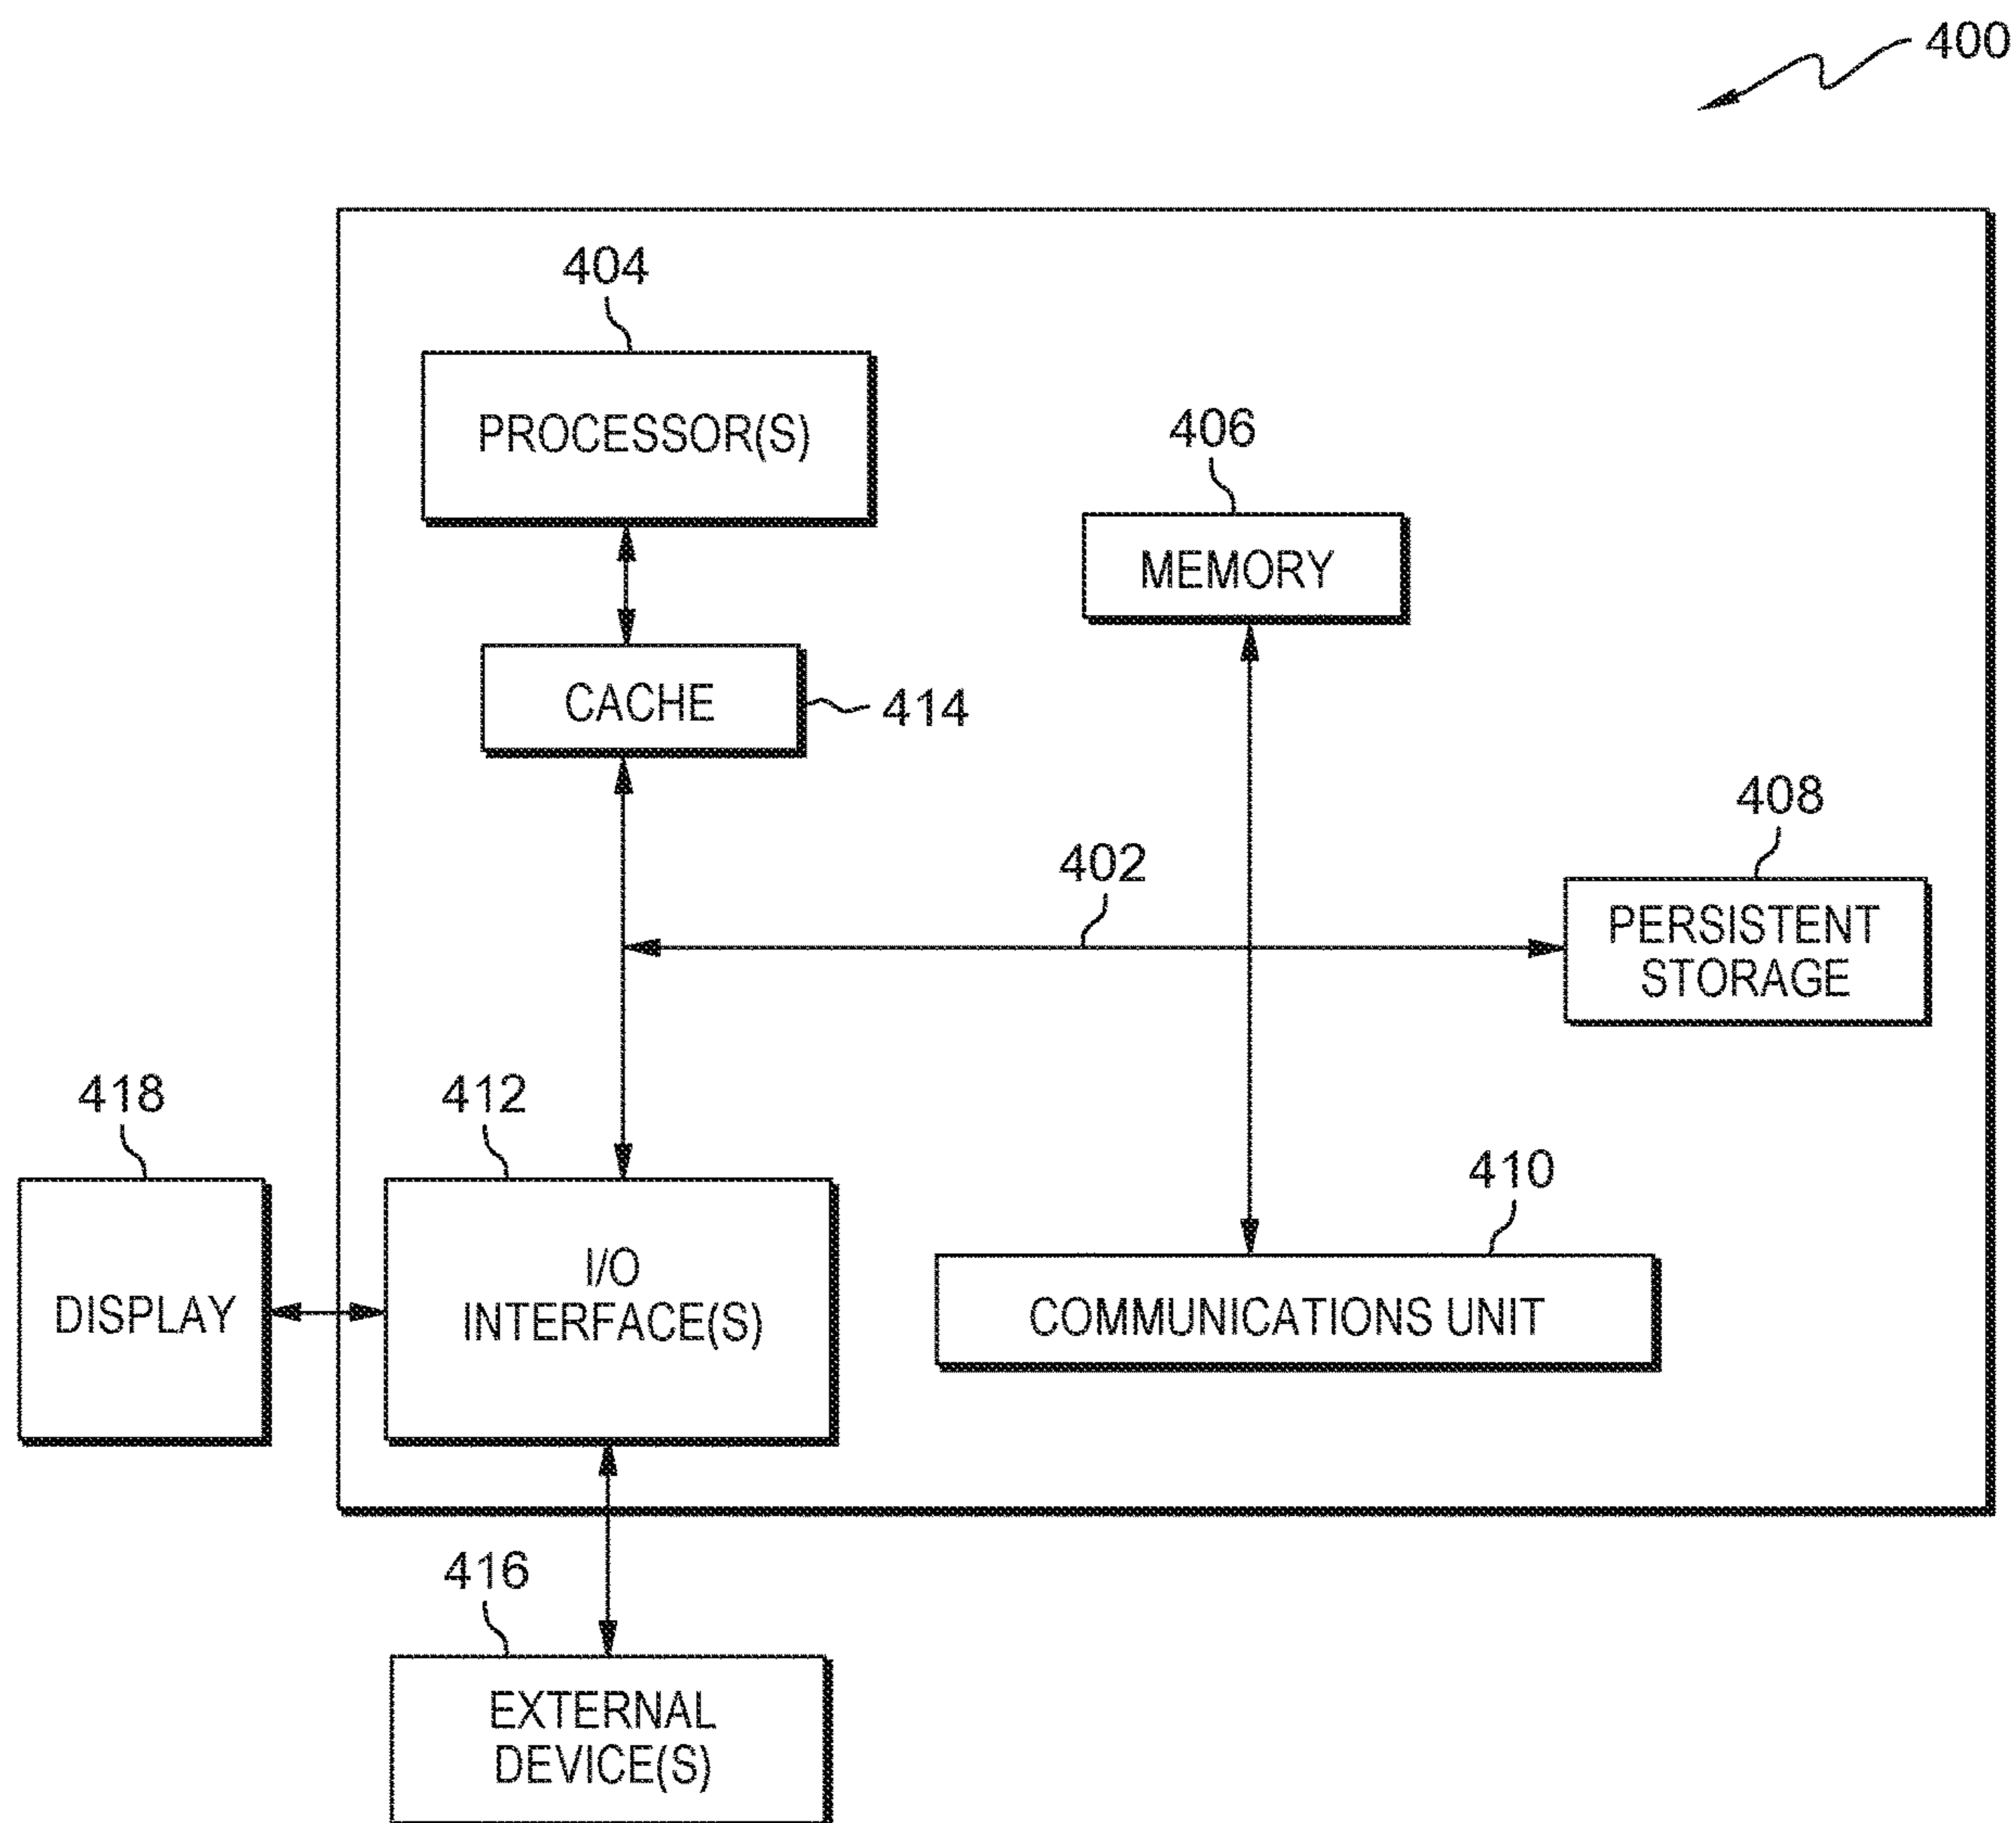 400
404
PROCESSOR(S)
406
MEMORY
CACHE
414
408
402
PERSISTENT
STORAGE
418
412
410
I/O
INTERFACE(S)
DISPLAY
COMMUNICATIONS UNIT
416
EXTERNAL
DEVICE(S)